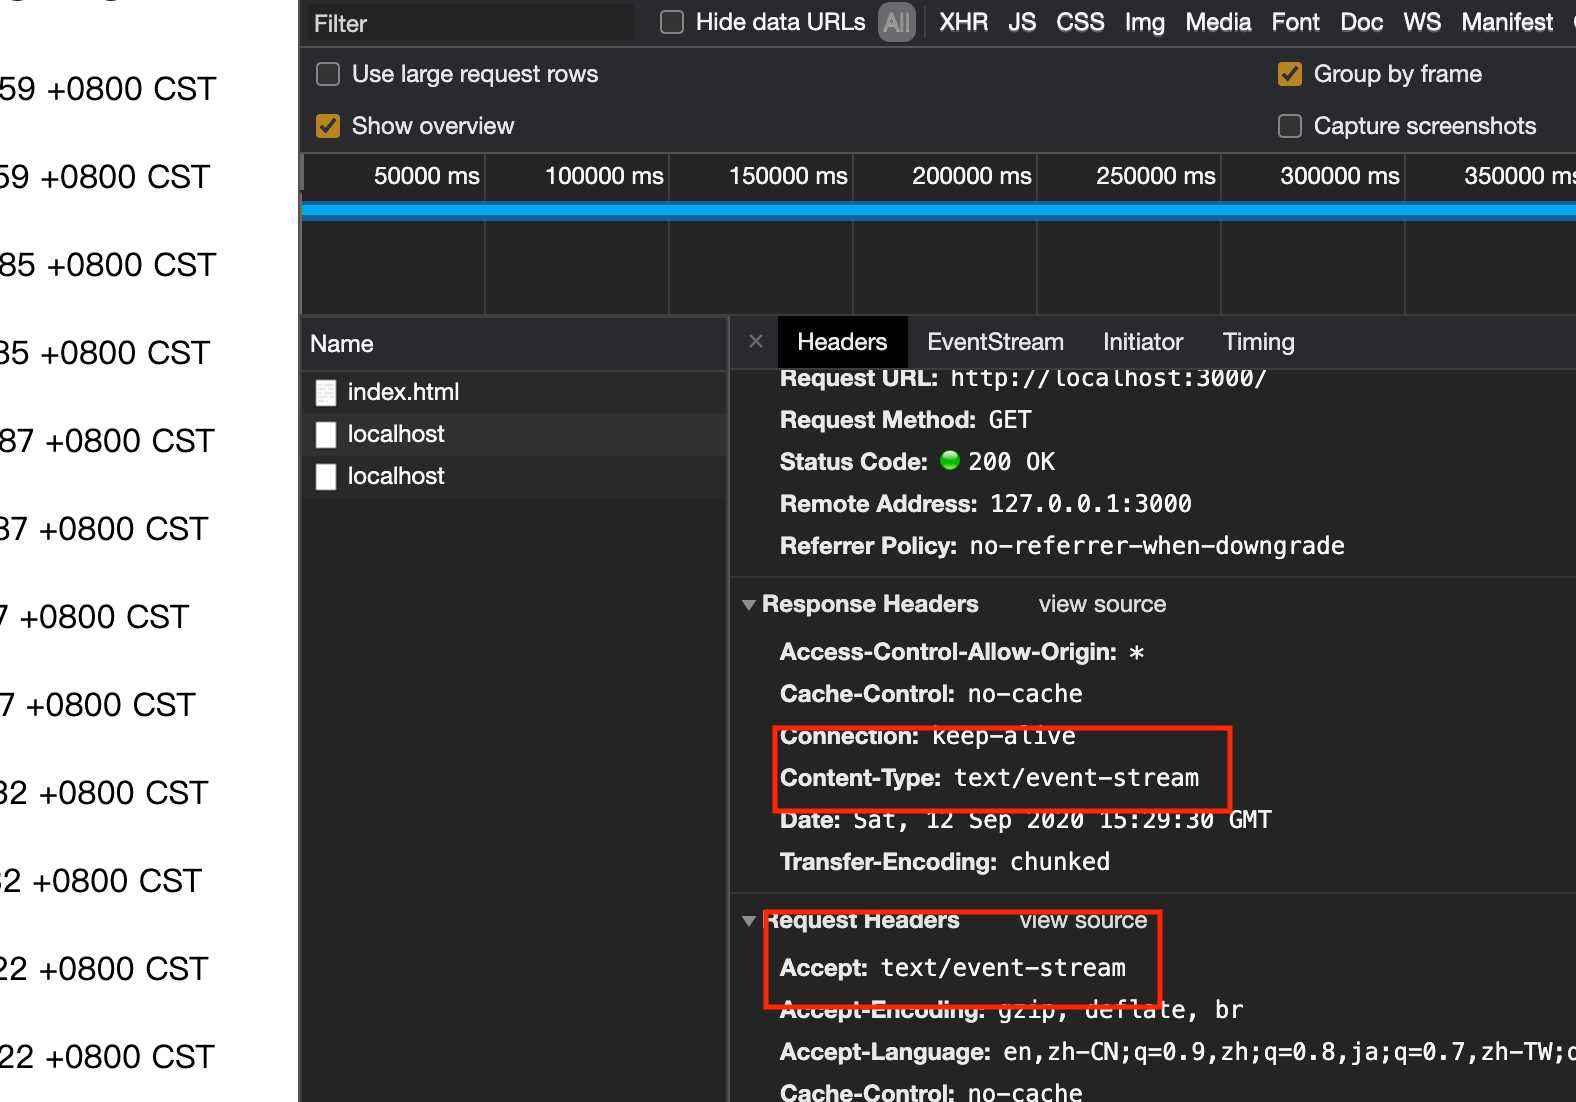 59 +0800 CST
59 +0800 CST
85 +0800 CST
35 +0800 CST
87 +0800 CST
37 +0800 CST
7 +0800 CST
7 +0800 CST
32 +0800 CST
32 +0800 CST
22 +0800 CST
22 +0800 CST
Filter Hide data URLs All XHR JS CSS Img Media Font Doc WS Manifest
Use large request rows Group by frame
Show overview Capture screenshots
50000 ms 100000 ms 150000 ms 200000 ms 250000 ms 300000 ms 350000 ms
Name
index.html
localhost
localhost
× Headers EventStream Initiator Timing
Request URL: http://localhost:3000/
Request Method: GET
Status Code: 200 OK
Remote Address: 127.0.0.1:3000
Referrer Policy: no-referrer-when-downgrade
Response Headers view source
Access-Control-Allow-Origin: *
Cache-Control: no-cache
Connection: keep-alive
Content-Type: text/event-stream
Date: Sat, 12 Sep 2020 15:29:30 GMT
Transfer-Encoding: chunked
Request Headers view source
Accept: text/event-stream
Accept-Encoding: gzip, deflate, br
Accept-Language: en,zh-CN;q=0.9,zh;q=0.8,ja;q=0.7,zh-TW;
Cache-Control: no-cache